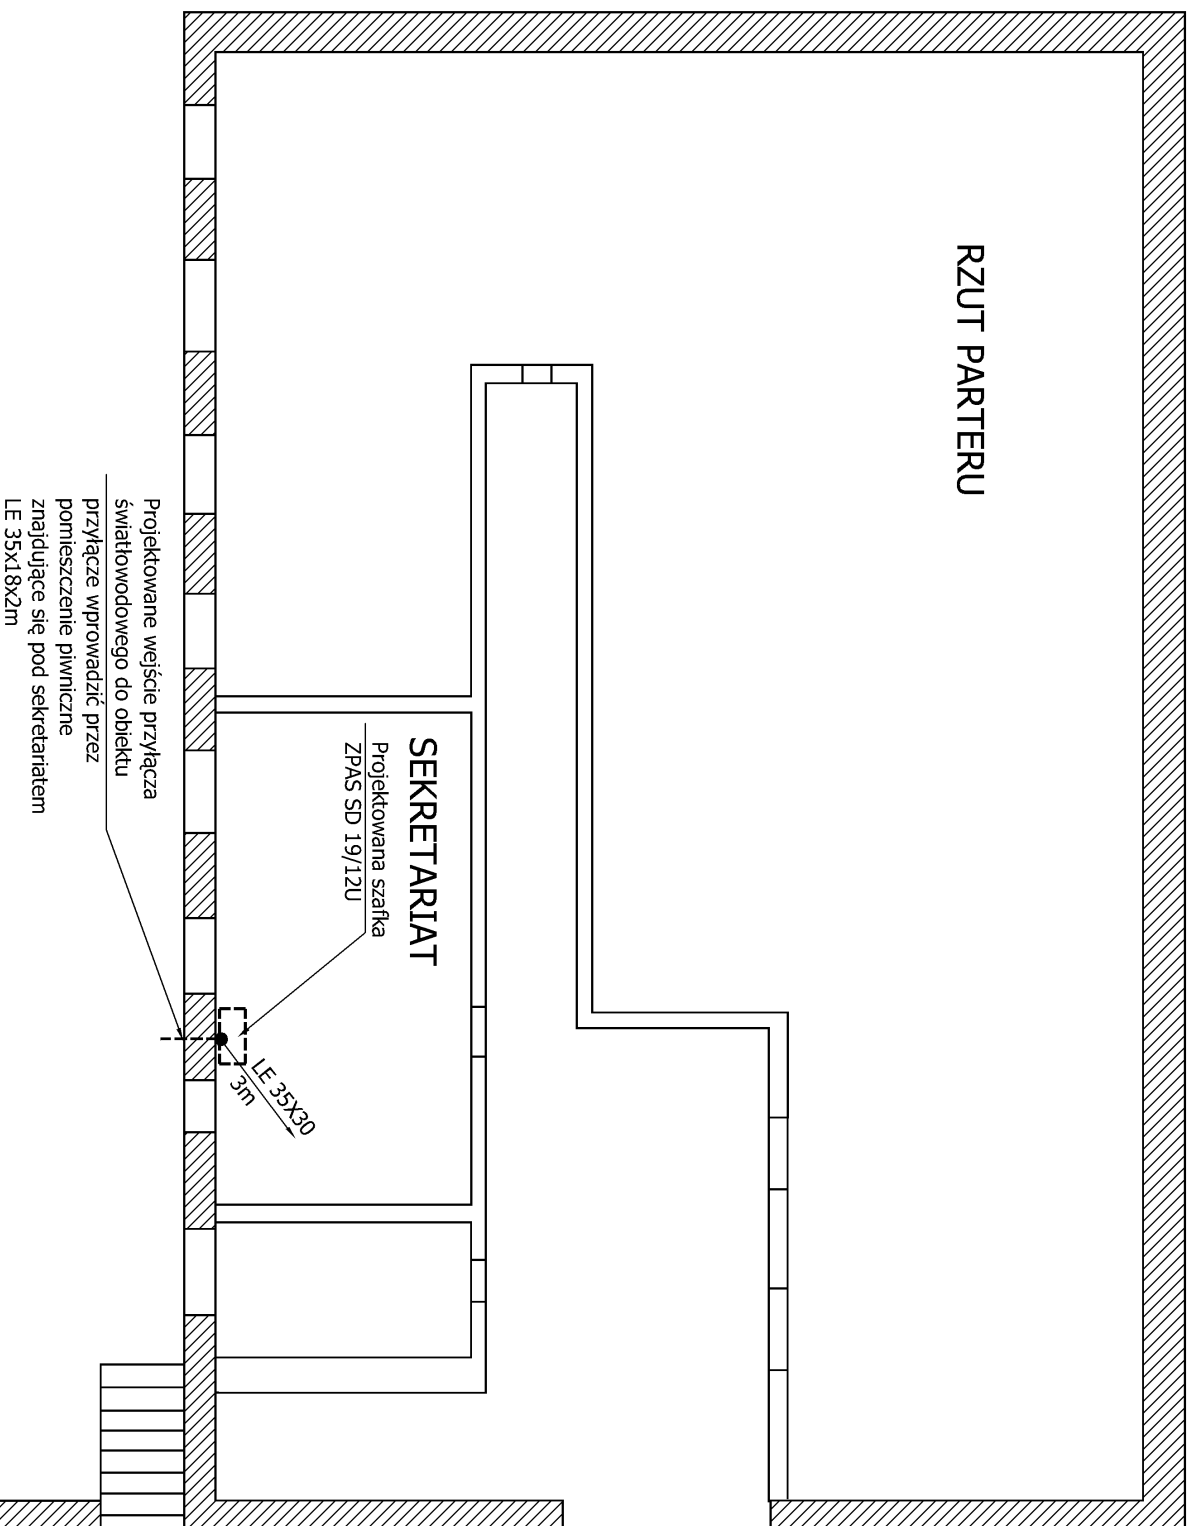 RZUT PARTERU
SEKRETARIAT
Projektowana szafka
ZPAS SD 19/12U
LE 35X30
3m
Projektowane wejście przyłącza
światłowodowego do obiektu
przyłącze wprowadzić przez
pomieszczenie piwniczne
znajdujące się pod sekretariatem
LE 35x18x2m